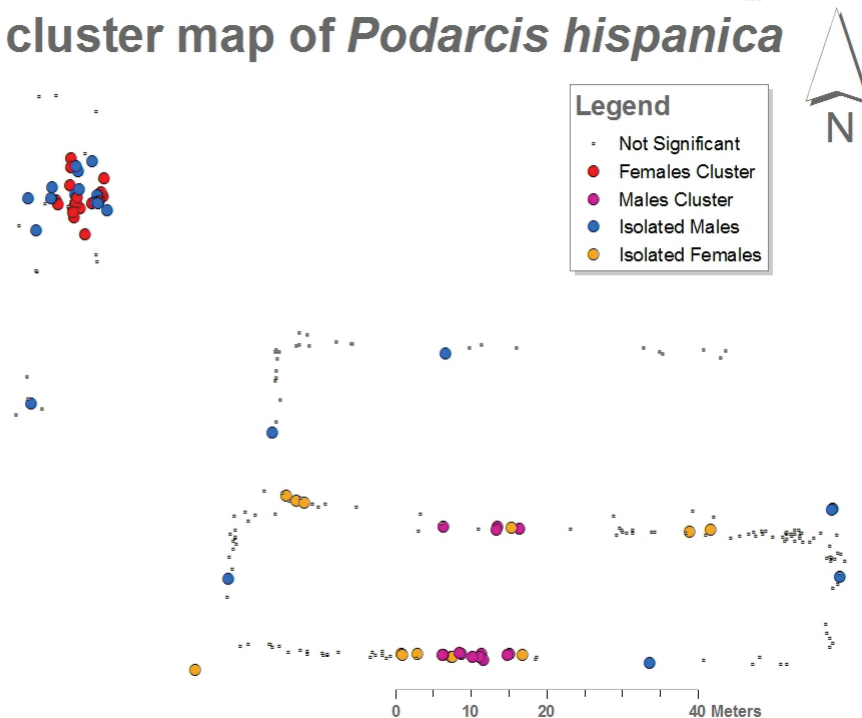 cluster map of Podarcis hispanica
N
Legend
Not Significant
Females Cluster
Males Cluster
Isolated Males
Isolated Females
0 10 20 40 Meters